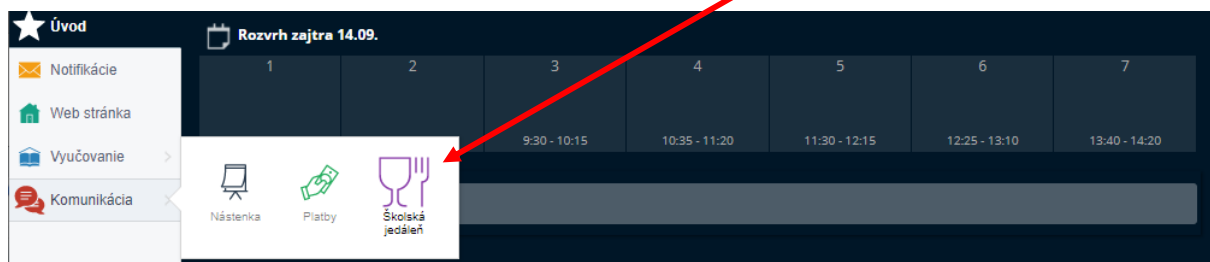 Úvod
Rozvrh zajtra 14.09.
Notifikácie
1 2 3 4 5 6 7
Web stránka
9:30 - 10:15 10:35 - 11:20 11:30 - 12:15 12:25 - 13:10 13:40 - 14:20
Vyučovanie
Komunikácia
Nástenka Platby Školská
jedáleň